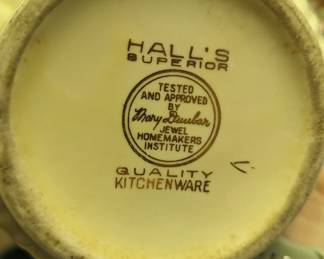 HALL'S
SUPERIOR
TESTED
AND APPROVED
BY
Mary Dunbar
JEWEL
HOMEMAKERS
INSTITUTE
QUALITY
KITCHENWARE